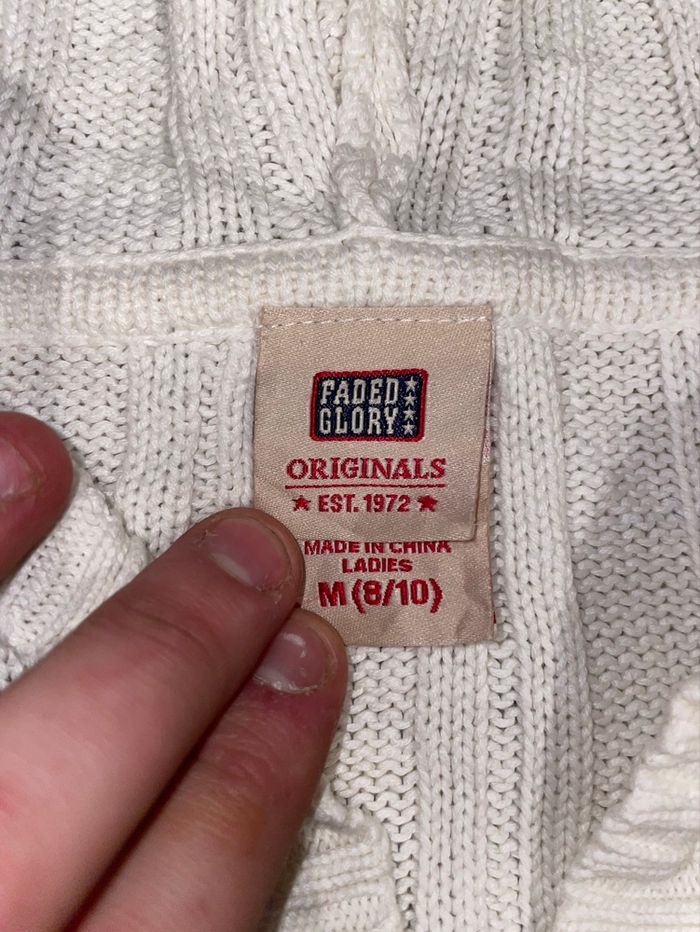 FADED
GLORY
ORIGINALS
EST. 1972
MADE IN CHINA
LADIES
M (8/10)